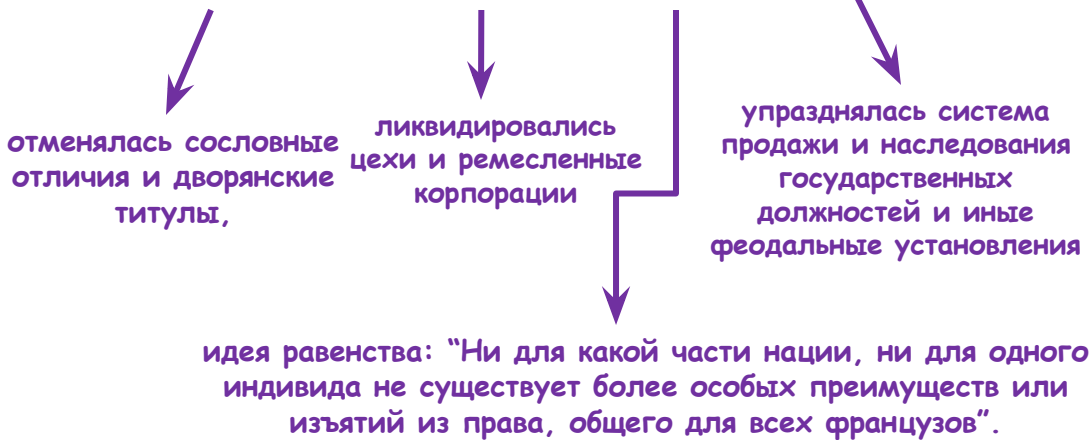 отменялась сословные
отличия и дворянские
титулы,
ликвидировались
цехи и ремесленные
корпорации
упразднялась система
продажи и наследования
государственных
должностей и иные
феодальные установления
идея равенства: “Ни для какой части нации, ни для одного
индивида не существует более особых преимуществ или
изъятий из права, общего для всех французов”.